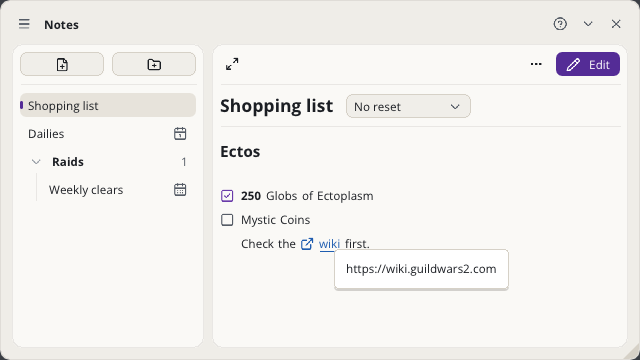 Notes
Shopping list
Dailies
Raids 1
Weekly clears
Edit
Shopping list No reset
Ectos
250 Globs of Ectoplasm
Mystic Coins
Check the wiki first.
https://wiki.guildwars2.com